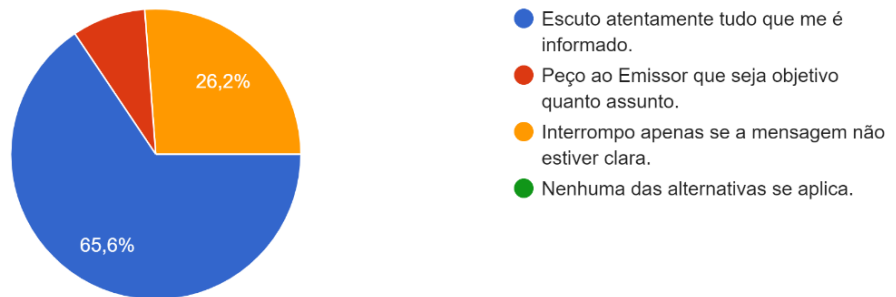 26,2%
65,6%
Escuto atentamente tudo que me é
informado.
Peço ao Emissor que seja objetivo
quanto assunto.
Interrompo apenas se a mensagem não
estiver clara.
Nenhuma das alternativas se aplica.